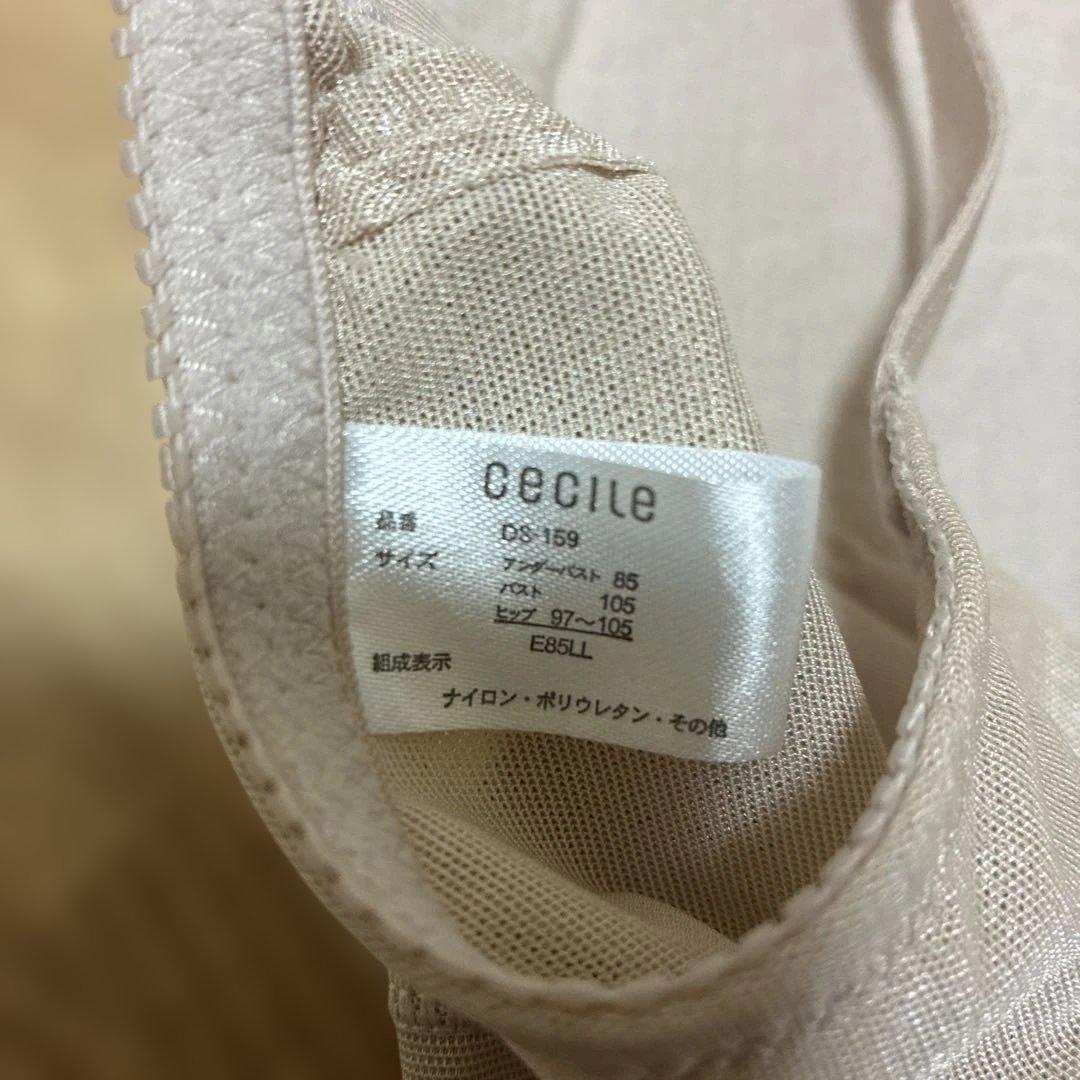 cecile
品番 DS-159
サイズ アンダーバスト 85
バスト 105
ヒップ 97〜105
E85LL
組成表示
ナイロン・ポリウレタン・その他